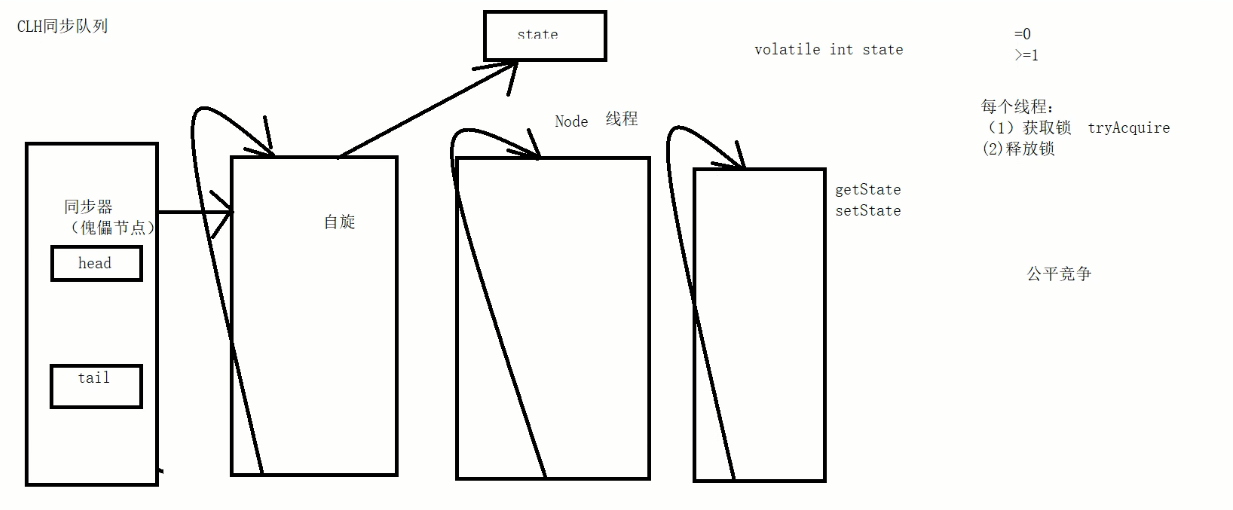 CLH同步队列
state
volatile int state
=0
>=1
Node 线程
每个线程：
（1）获取锁 tryAcquire
(2)释放锁
同步器
（傀儡节点）
head
tail
自旋
getState
setState
公平竞争